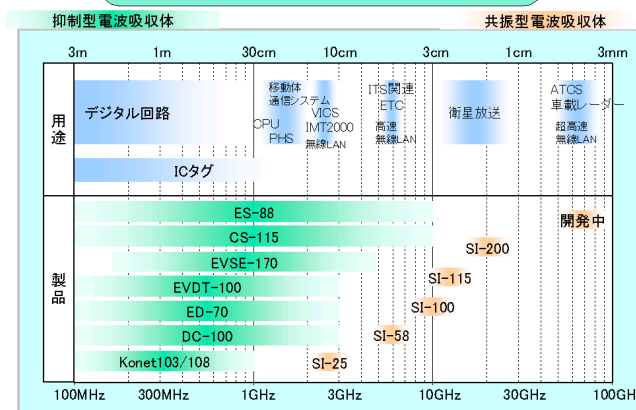 抑制型電波吸収体 共振型電波吸収体
3m 1m 30cm 10cm 3cm 1cm 3mm
用途
デジタル回路
移動体
通信システム
CPU
PHS
VICS
IMT2000
無線LAN
ITS関連
ETC
高速
無線LAN
衛星放送
ATCS
車載レーダー
超高速
無線LAN
ICタグ
製品
ES-88
開発中
CS-115
SI-200
EVSE-170
SI-115
EVDT-100
ED-70
SI-100
DC-100
SI-58
Konet103/108
SI-25
100MHz 300MHz 1GHz 3GHz 10GHz 30GHz 100GH